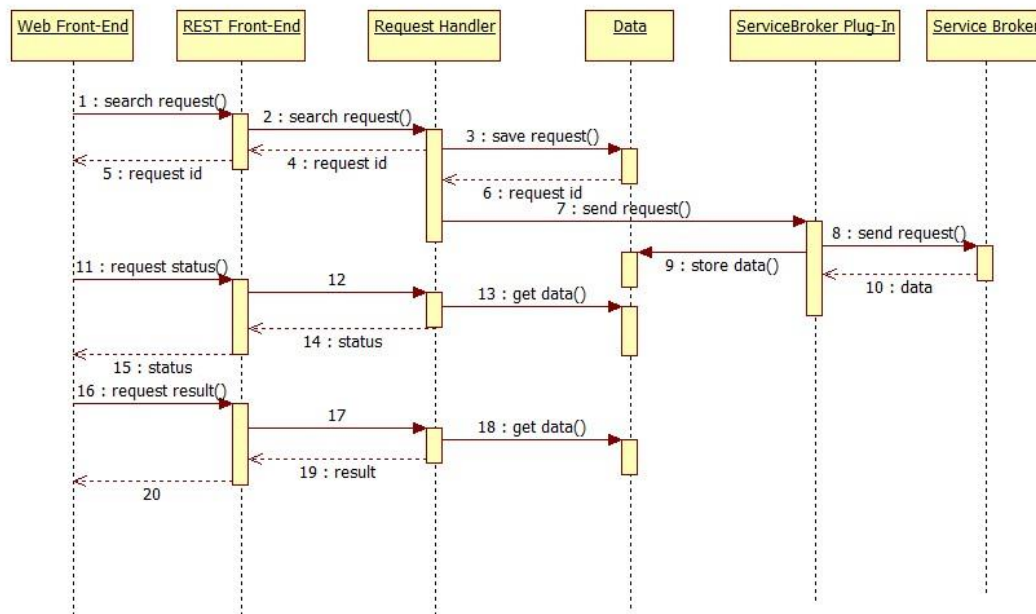 Web Front-End
REST Front-End
Request Handler
Data
ServiceBroker Plug-In
Service Broker
1 : search request()
2 : search request()
3 : save request()
4 : request id
5 : request id
6 : request id
7 : send request()
8 : send request()
9 : store data()
10 : data
11 : request status()
12
13 : get data()
14 : status
15 : status
16 : request result()
17
18 : get data()
19 : result
20